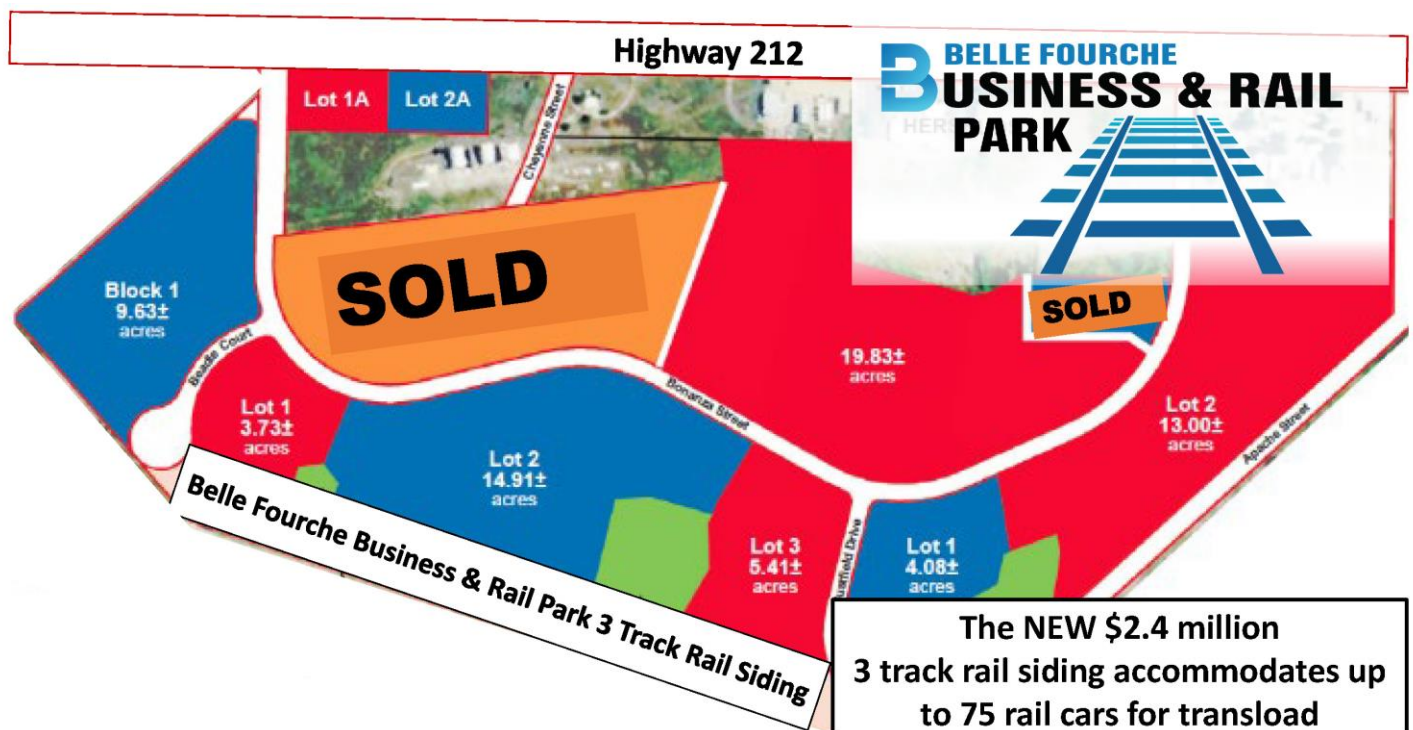 Highway 212
BELLE FOURCHE
BUSINESS & RAIL
PARK
HERS
Lot 1A
Lot 2A
Cheyenne Street
SOLD
SOLD
Block 1
9.63±
acres
Beadle Court
19.83±
acres
Bonanza Street
Lot 1
3.73±
acres
Lot 2
14.91±
acres
Lot 2
13.00±
acres
Apache Street
Lot 3
5.41±
acres
Lot 1
4.08±
acres
Drive
Belle Fourche Business & Rail Park 3 Track Rail Siding
The NEW $2.4 million
3 track rail siding accommodates up
to 75 rail cars for transload